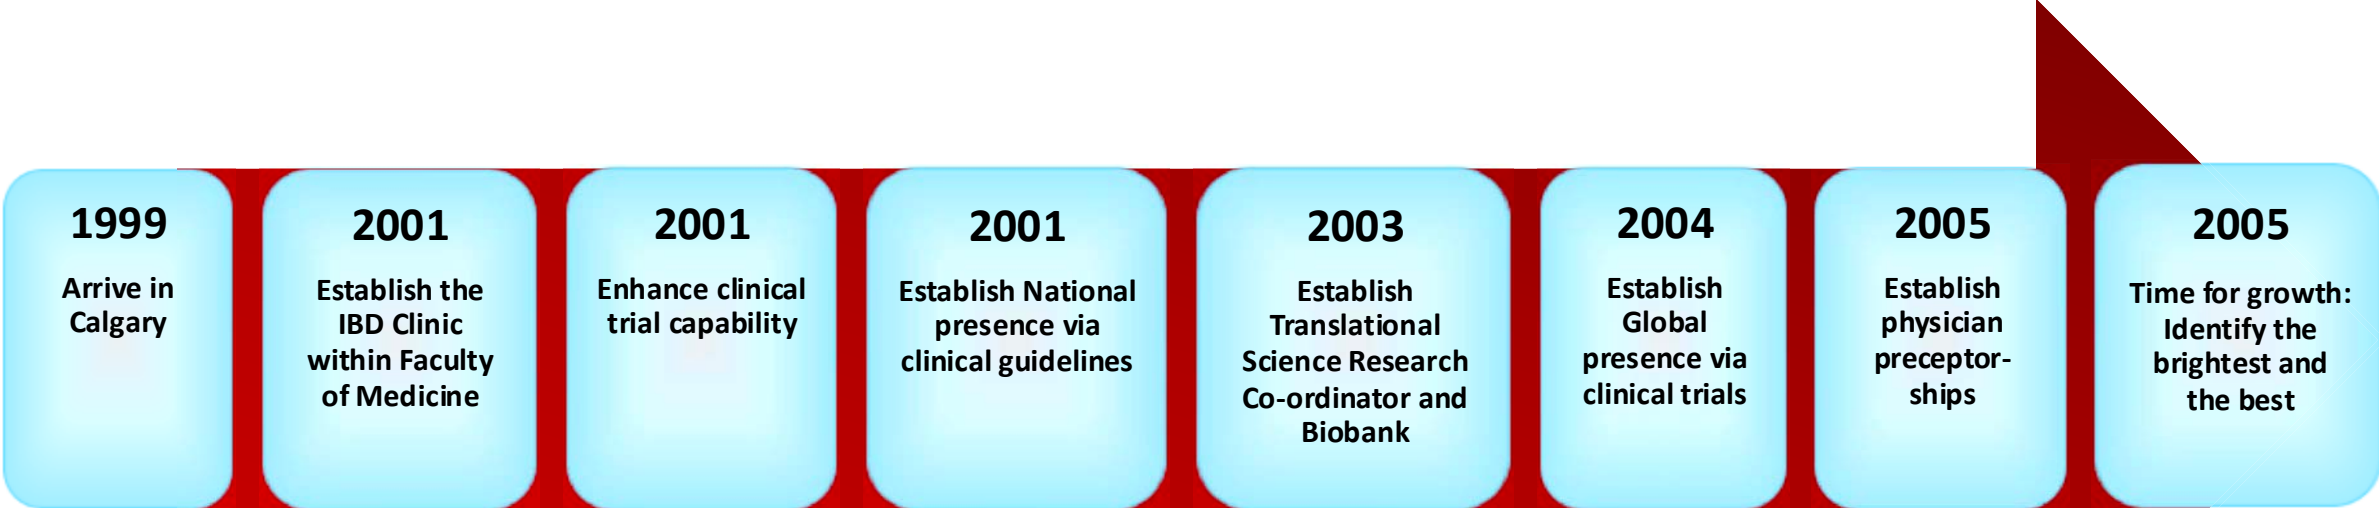 1999
Arrive in
Calgary
2001
Establish the
IBD Clinic
within Faculty
of Medicine
2001
Enhance clinical
trial capability
2001
Establish National
presence via
clinical guidelines
2003
Establish
Translational
Science Research
Co-ordinator and
Biobank
2004
Establish
Global
presence via
clinical trials
2005
Establish
physician
preceptor-
ships
2005
Time for growth:
Identify the
brightest and
the best